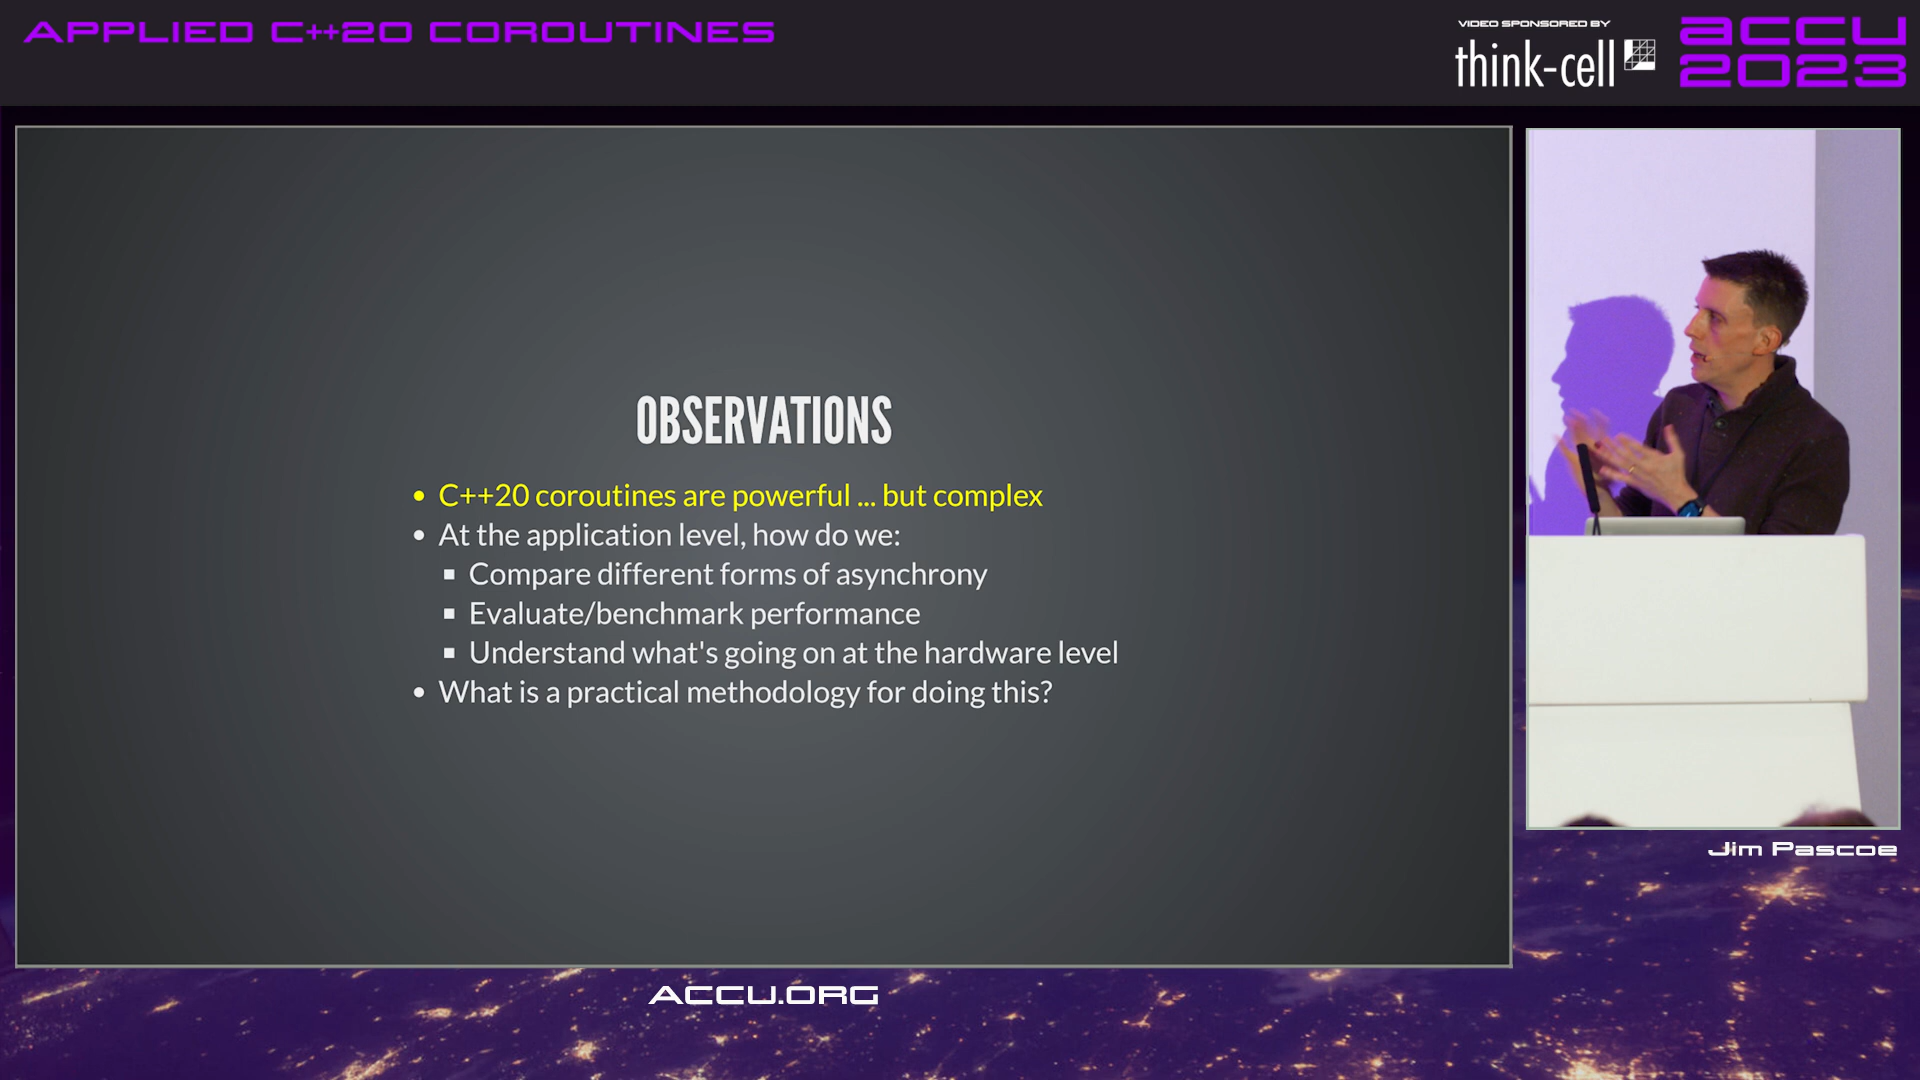 APPLIED C++20 COROUTINES
VIDEO SPONSORED BY
think-cell
accu
2023
OBSERVATIONS
• C++20 coroutines are powerful ... but complex
• At the application level, how do we:
▪ Compare different forms of asynchrony
▪ Evaluate/benchmark performance
▪ Understand what's going on at the hardware level
• What is a practical methodology for doing this?
Jim Pascoe
ACCU.ORG